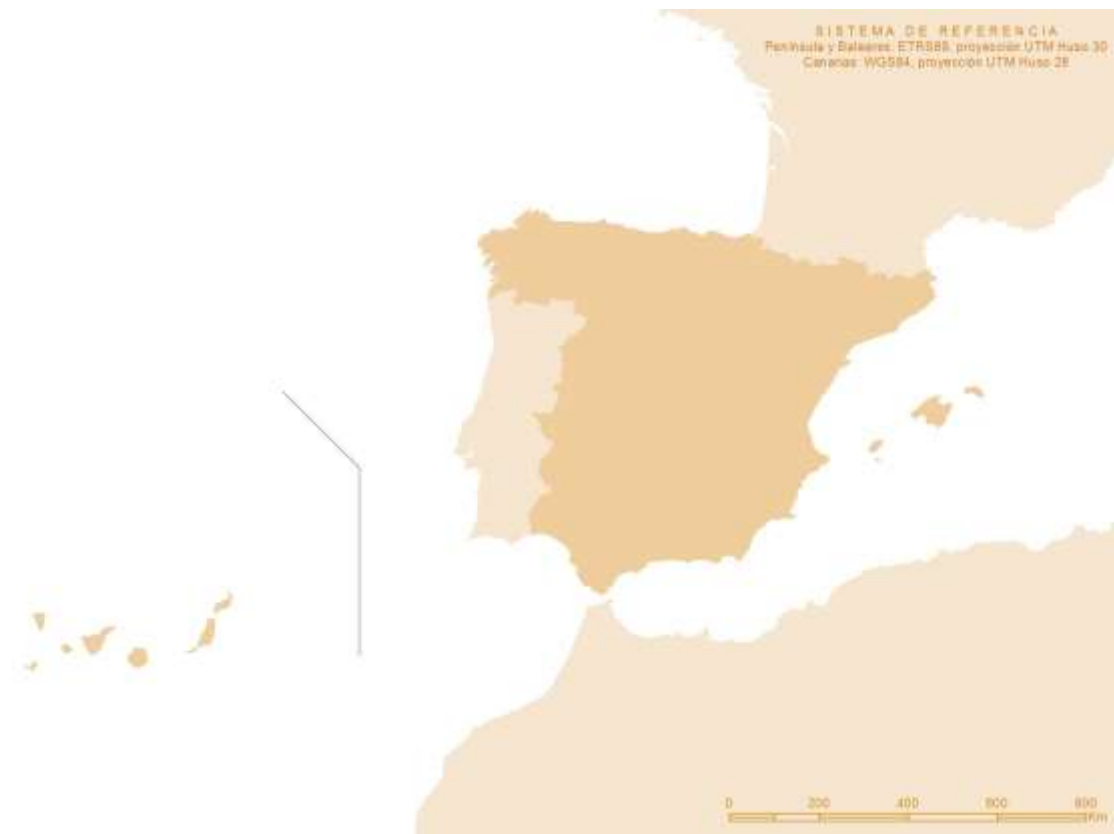 SISTEMA DE REFERENCIA
Península y Baleares: ETRS89, proyección UTM Huso 30
Canarias: WGS84, proyección UTM Huso 28
0 200 400 600 800
Km